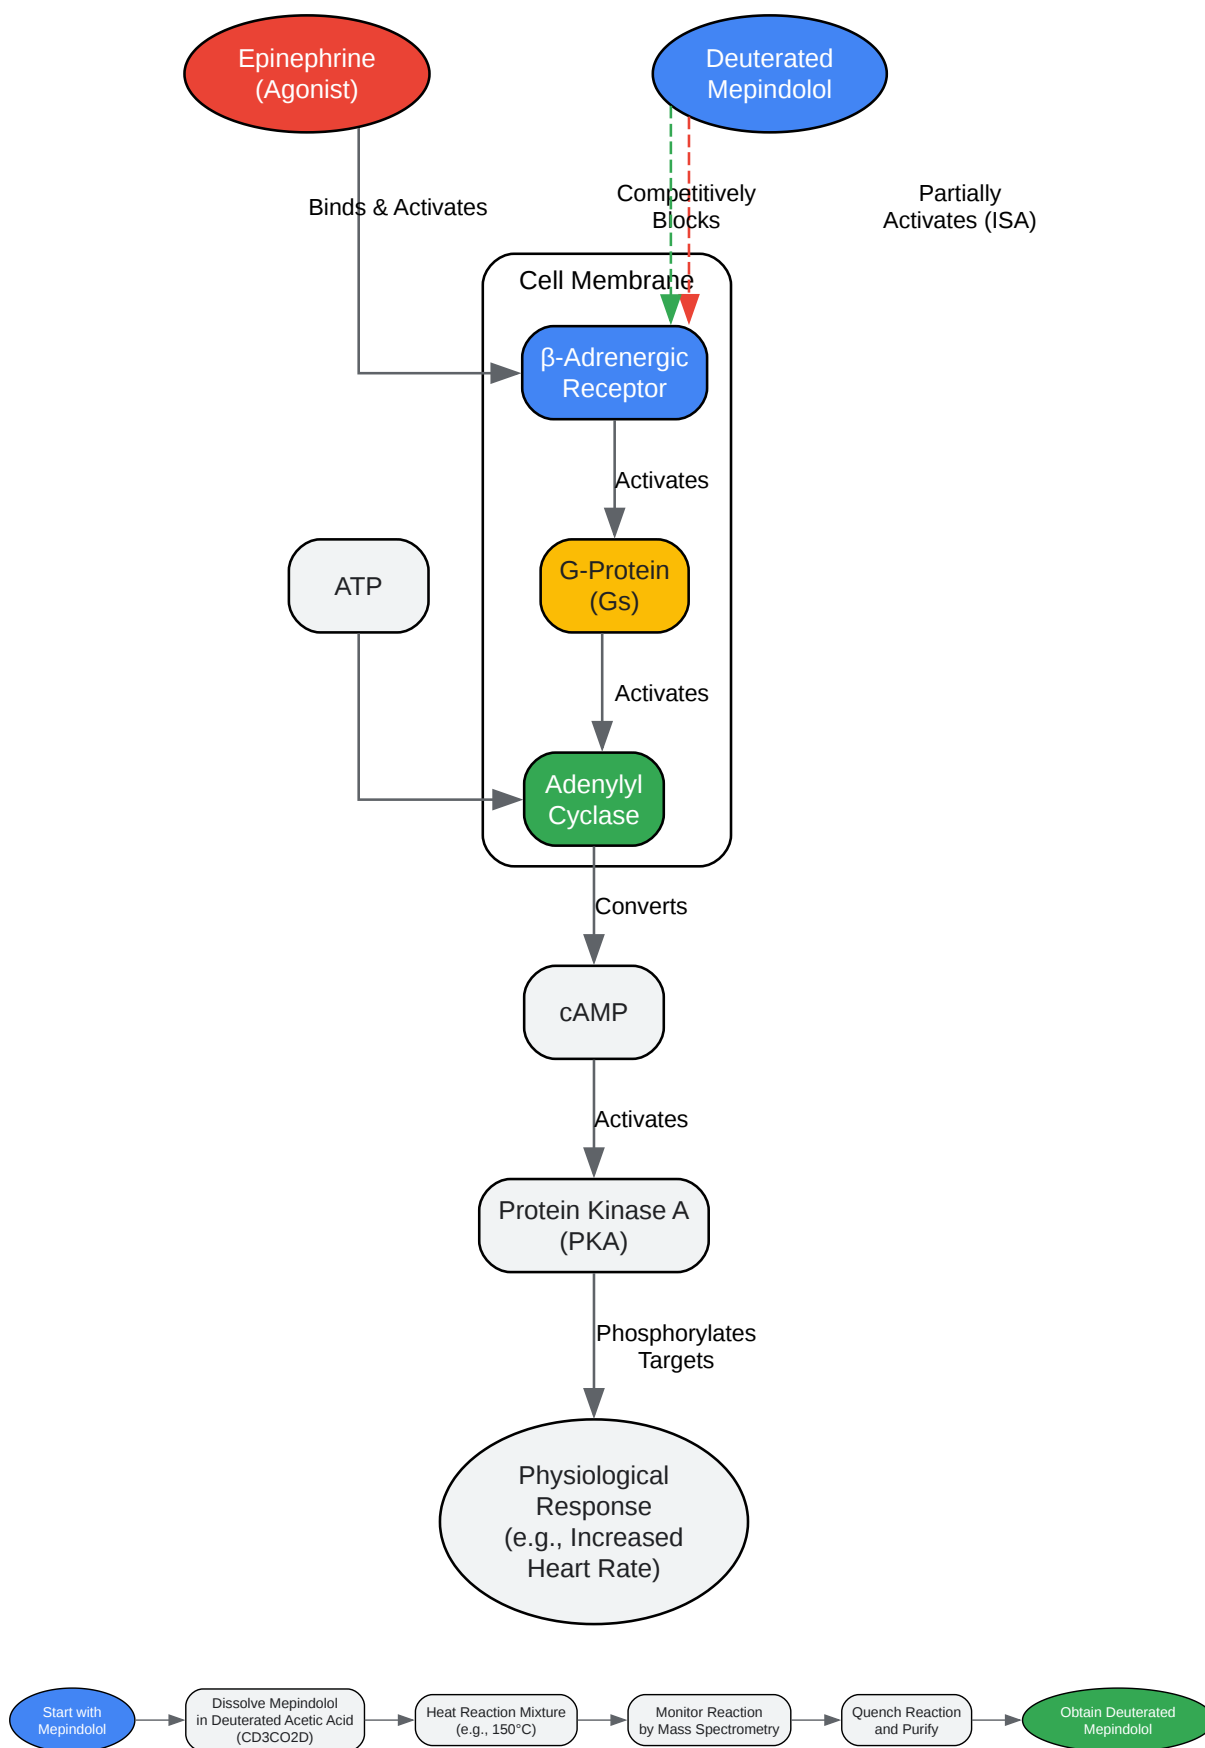 Epinephrine
(Agonist)
Deuterated
Mepindolol
Binds & Activates
Competitively
Blocks
Partially
Activates (ISA)
Cell Membrane
β-Adrenergic
Receptor
Activates
ATP
G-Protein
(Gs)
Activates
Adenylyl
Cyclase
Converts
cAMP
Activates
Protein Kinase A
(PKA)
Phosphorylates
Targets
Physiological
Response
(e.g., Increased
Heart Rate)
Start with
Mepindolol
Dissolve Mepindolol
in Deuterated Acetic Acid
(CD3CO2D)
Heat Reaction Mixture
(e.g., 150°C)
Monitor Reaction
by Mass Spectrometry
Quench Reaction
and Purify
Obtain Deuterated
Mepindolol